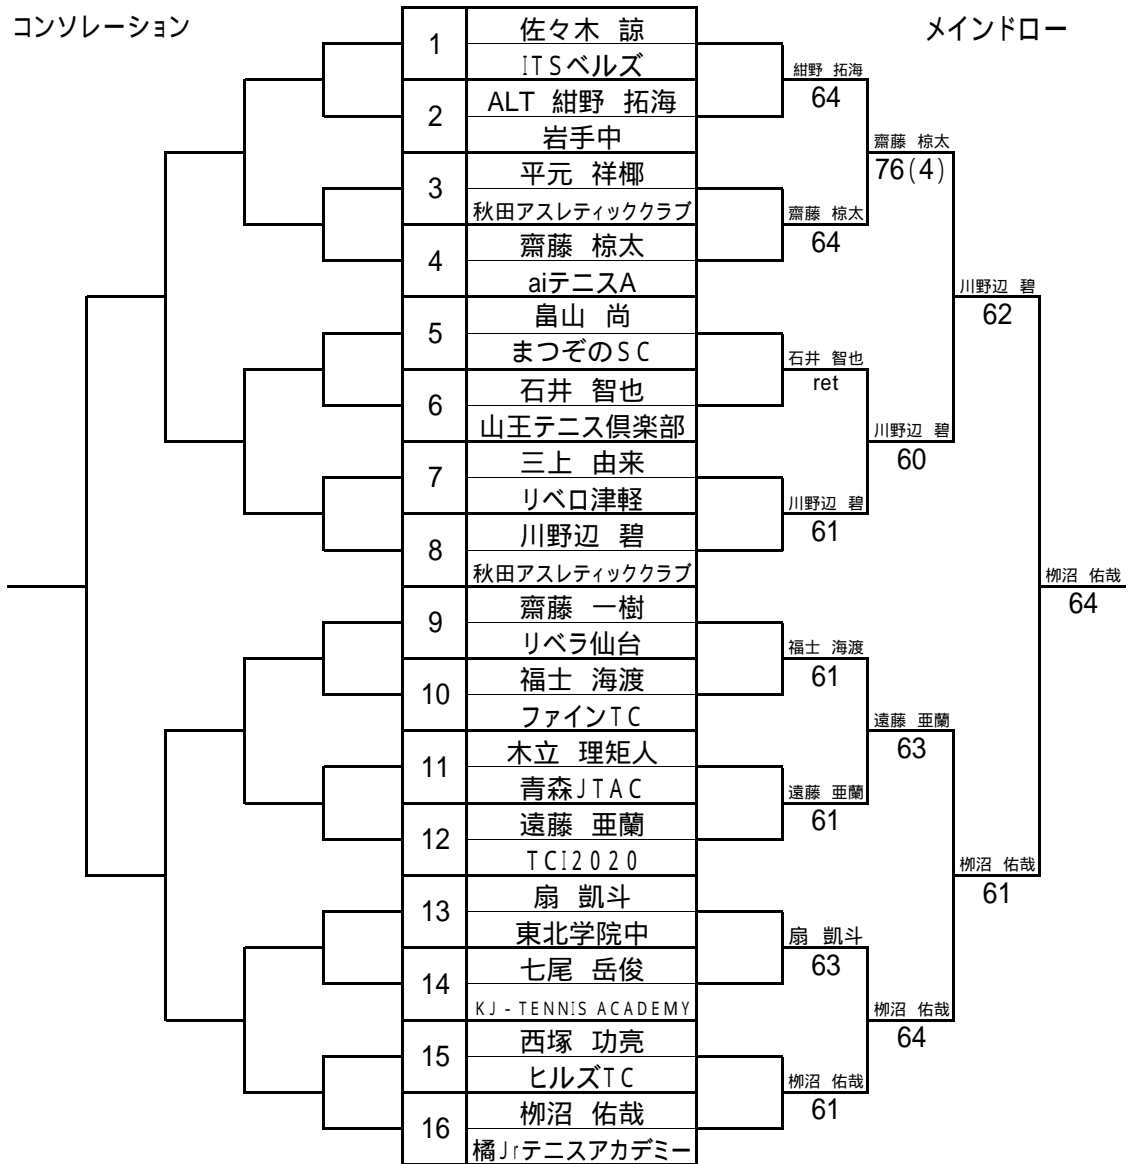 コンソレーション
メインドロー
1
佐々木 諒
ITSベルズ
2
ALT 紺野 拓海
岩手中
3
平元 祥椰
秋田アスレティッククラブ
4
齋藤 椋太
aiテニスA
5
畠山 尚
まつぞのSC
6
石井 智也
山王テニス倶楽部
7
三上 由来
リベロ津軽
8
川野辺 碧
秋田アスレティッククラブ
9
齋藤 一樹
リベラ仙台
10
福士 海渡
ファインTC
11
木立 理矩人
青森JTAC
12
遠藤 亜蘭
TCI2020
13
扇 凱斗
東北学院中
14
七尾 岳俊
KJ-TENNIS ACADEMY
15
西塚 功亮
ヒルズTC
16
栁沼 佑哉
橘Jrテニスアカデミー
紺野 拓海
64
齋藤 椋太
64
石井 智也
ret
川野辺 碧
61
福士 海渡
61
遠藤 亜蘭
61
扇 凱斗
63
栁沼 佑哉
61
齋藤 椋太
76(4)
川野辺 碧
60
遠藤 亜蘭
63
栁沼 佑哉
64
川野辺 碧
62
栁沼 佑哉
61
栁沼 佑哉
64